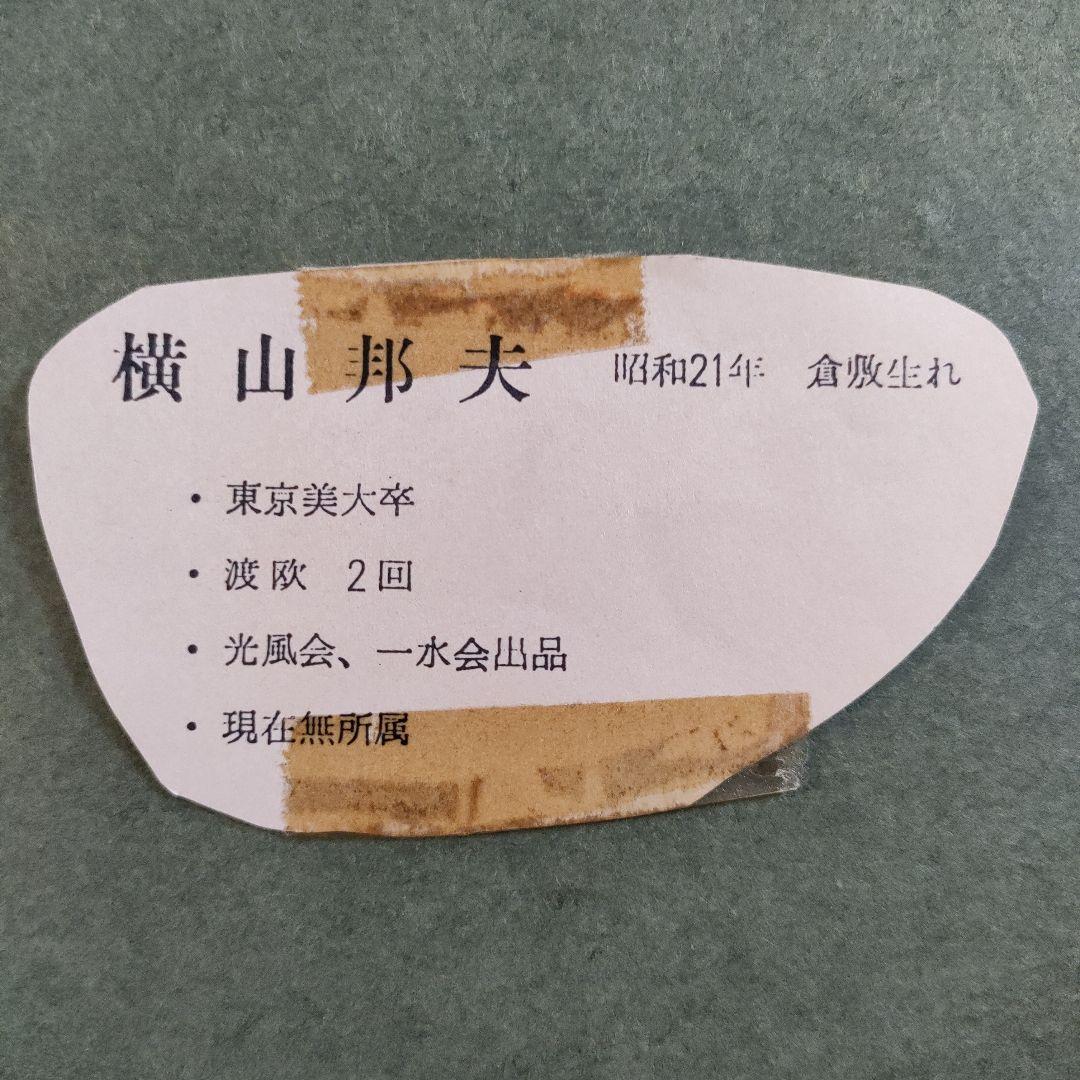 横山邦夫　昭和21年　倉敷生れ
・東京美大卒
・渡欧　2回
・光風会、一水会出品
・現在無所属